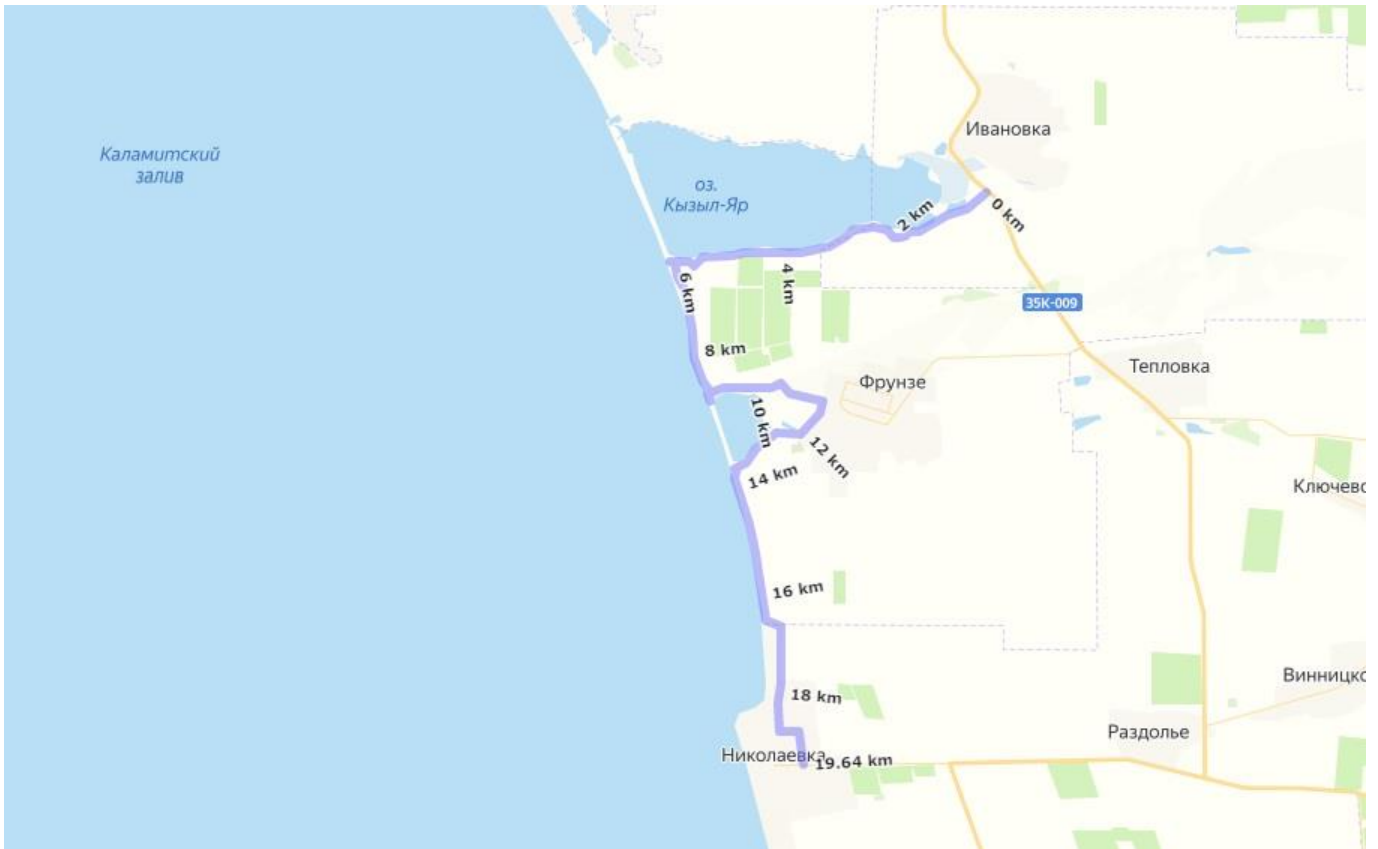 Ивановка
Каламитский
залив
оз.
Кызыл-Яр
0 km
2 km
4 km
6 km
35К-009
8 km
Тепловка
Фрунзе
10 km
12 km
14 km
Ключево
16 km
Винницко
18 km
Раздолье
Николаевка
19.64 km